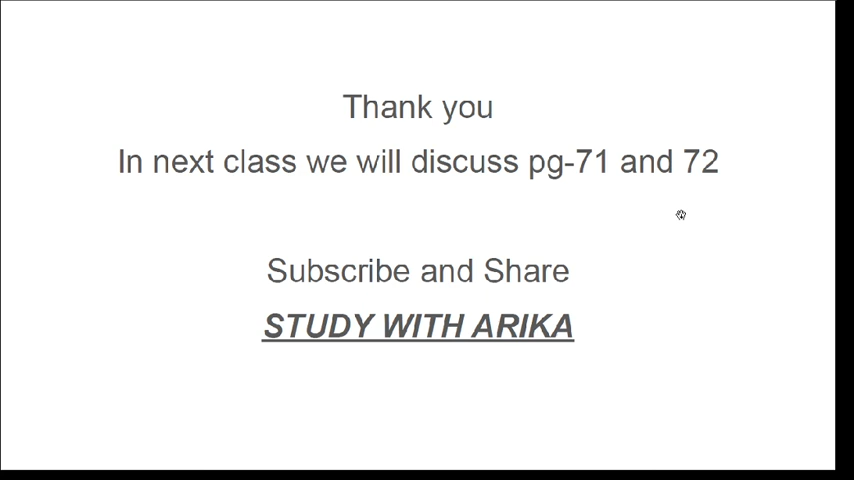 Thank you
In next class we will discuss pg-71 and 72
Subscribe and Share
STUDY WITH ARIKA